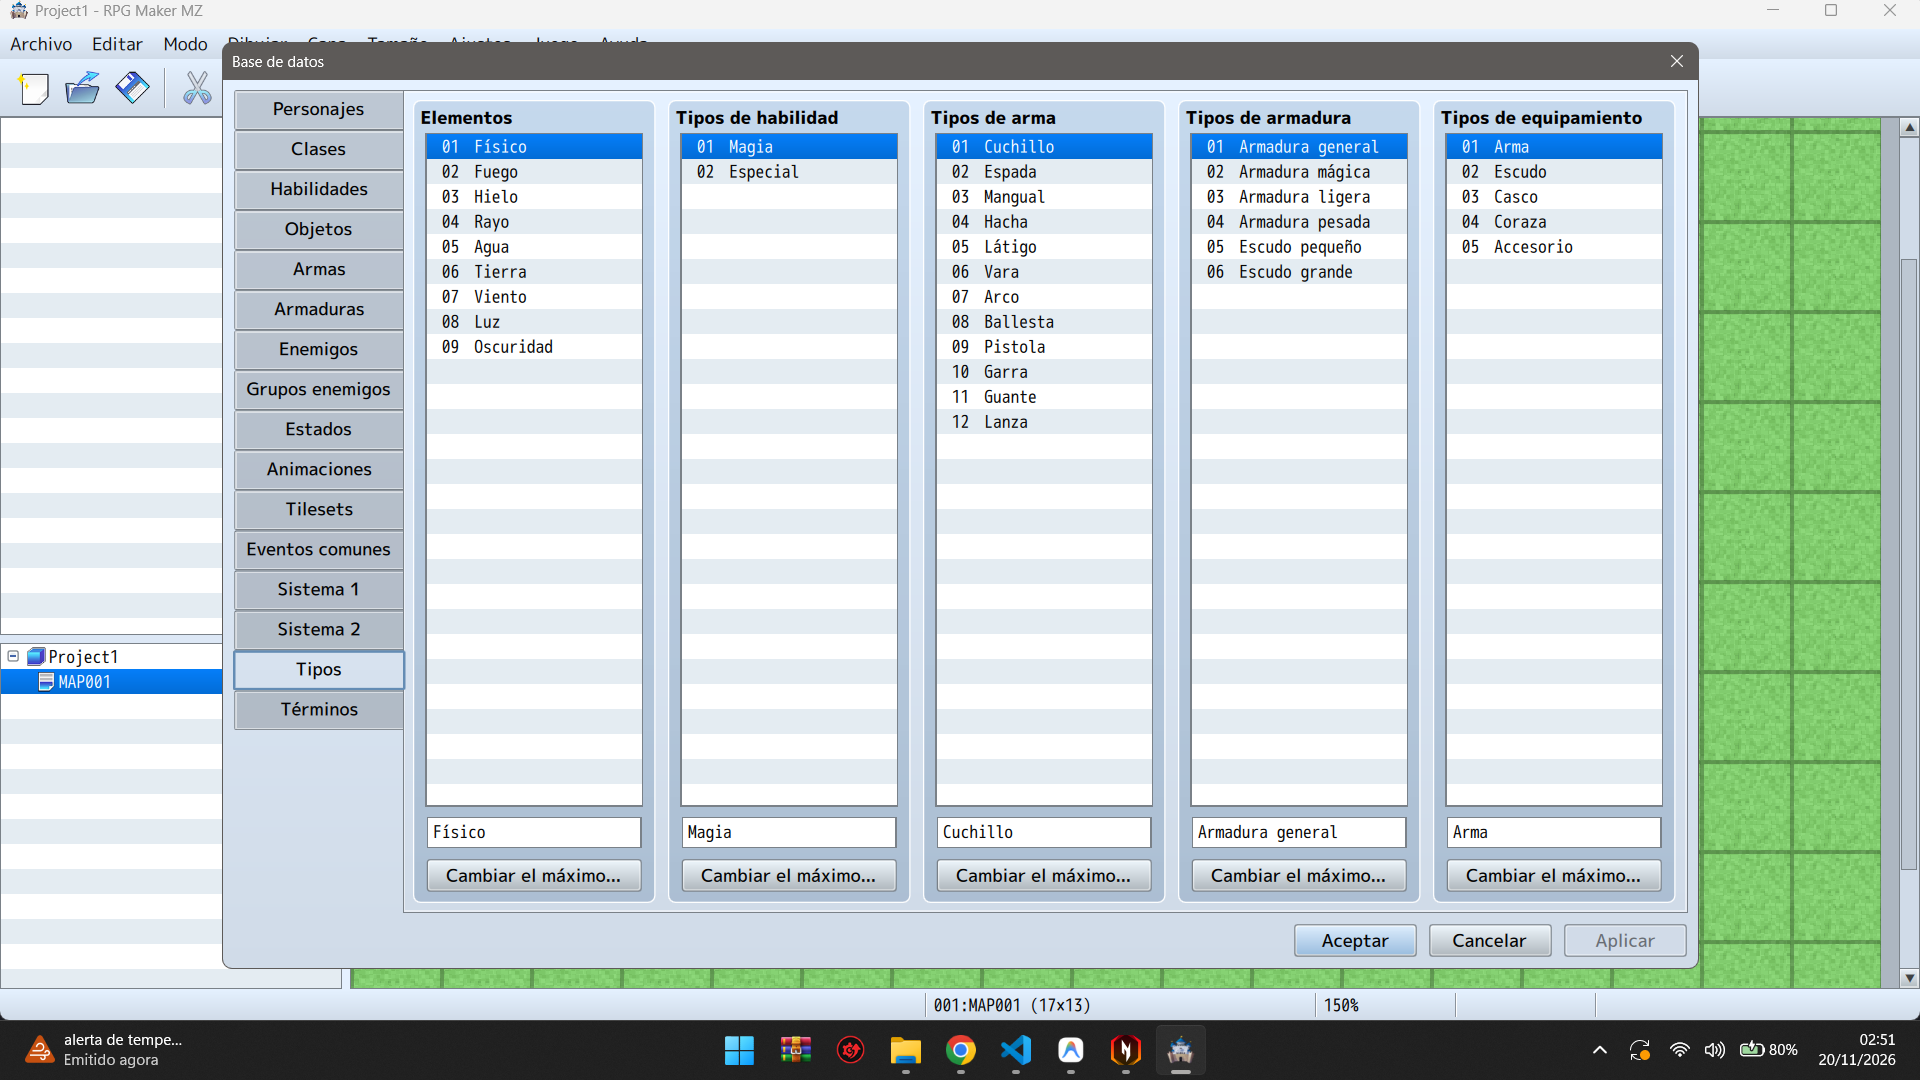 Project1 - RPG Maker MZ
Archivo Editar Modo
Base de datos
Personajes
Clases
Habilidades
Objetos
Armas
Armaduras
Enemigos
Grupos enemigos
Estados
Animaciones
Tilesets
Eventos comunes
Sistema 1
Sistema 2
Tipos
Términos
Elementos
01 Físico
02 Fuego
03 Hielo
04 Rayo
05 Agua
06 Tierra
07 Viento
08 Luz
09 Oscuridad
Físico
Cambiar el máximo...
Tipos de habilidad
01 Magia
02 Especial
Magia
Cambiar el máximo...
Tipos de arma
01 Cuchillo
02 Espada
03 Mangual
04 Hacha
05 Látigo
06 Vara
07 Arco
08 Ballesta
09 Pistola
10 Garra
11 Guante
12 Lanza
Cuchillo
Cambiar el máximo...
Tipos de armadura
01 Armadura general
02 Armadura mágica
03 Armadura ligera
04 Armadura pesada
05 Escudo pequeño
06 Escudo grande
Armadura general
Cambiar el máximo...
Tipos de equipamiento
01 Arma
02 Escudo
03 Casco
04 Coraza
05 Accesorio
Arma
Cambiar el máximo...
Aceptar
Cancelar
Aplicar
Project1
MAP001
001:MAP001 (17×13)
150%
alerta de tempe...
Emitido agora
80%
02:51
20/11/2026